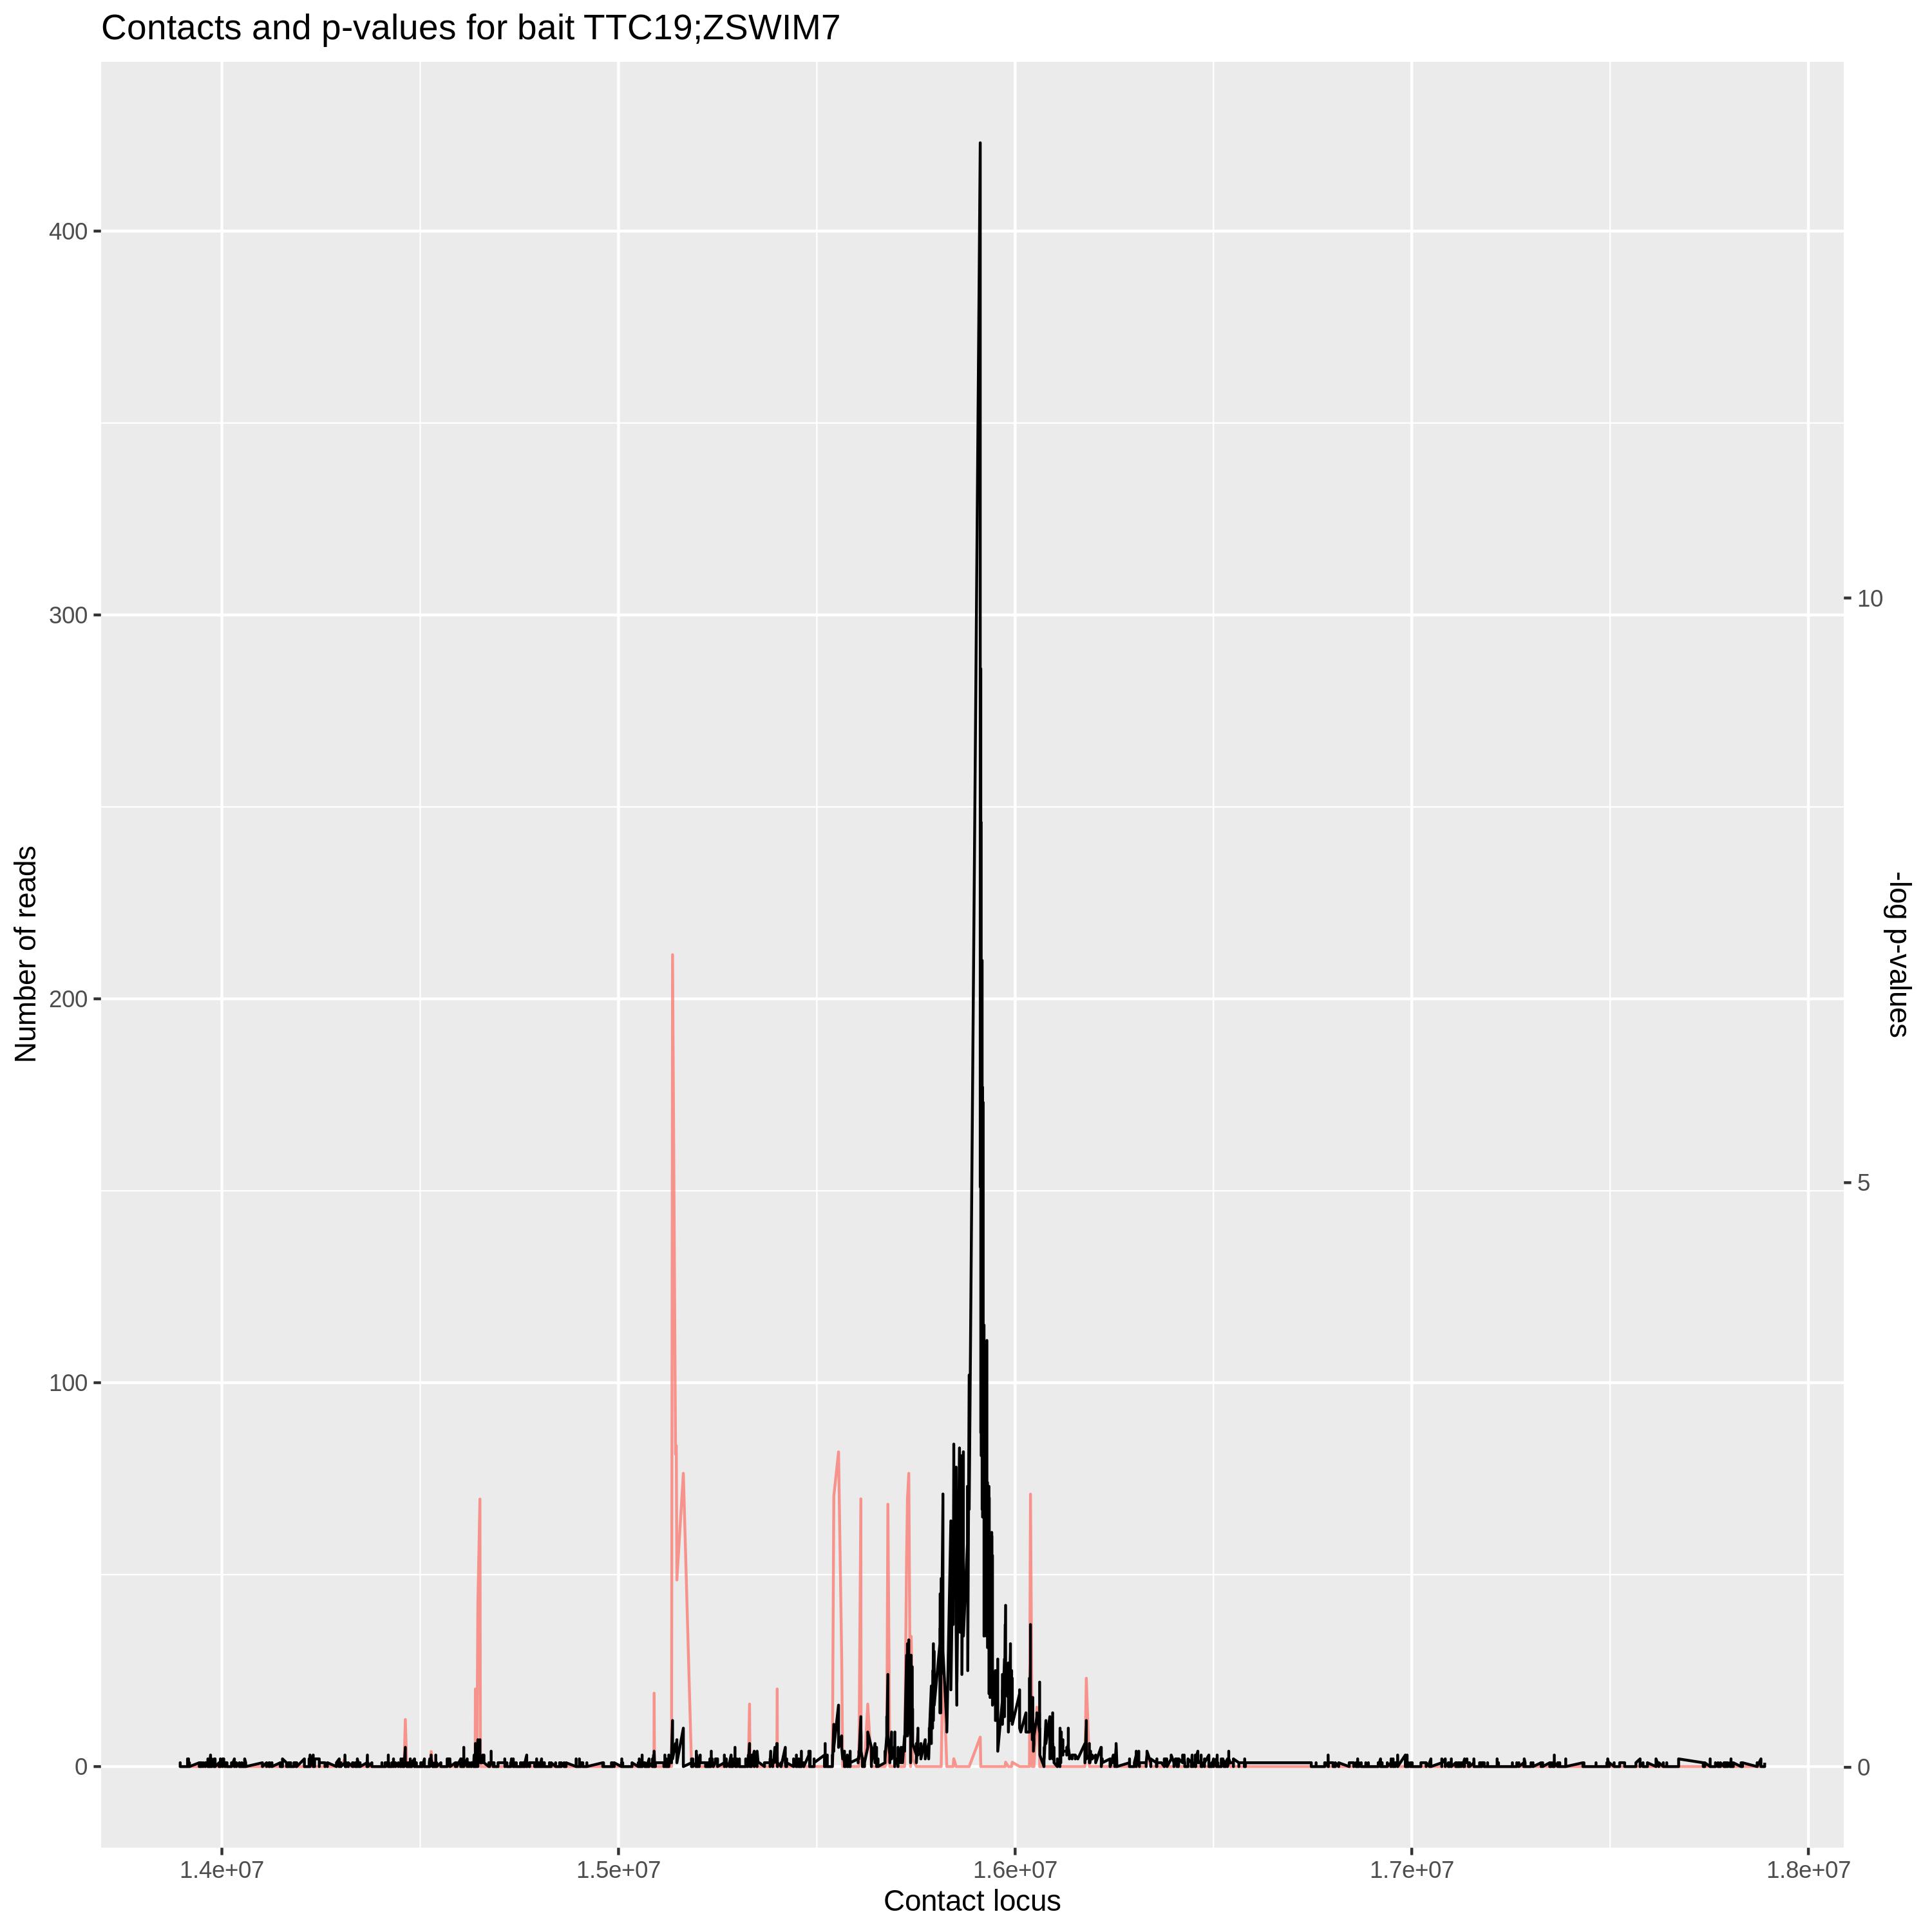 Contacts and p-values for bait TTC19;ZSWIM7
400
300
200
100
0
Number of reads
10
5
0
-log p-values
1.4e+07
1.5e+07
1.6e+07
1.7e+07
1.8e+07
Contact locus